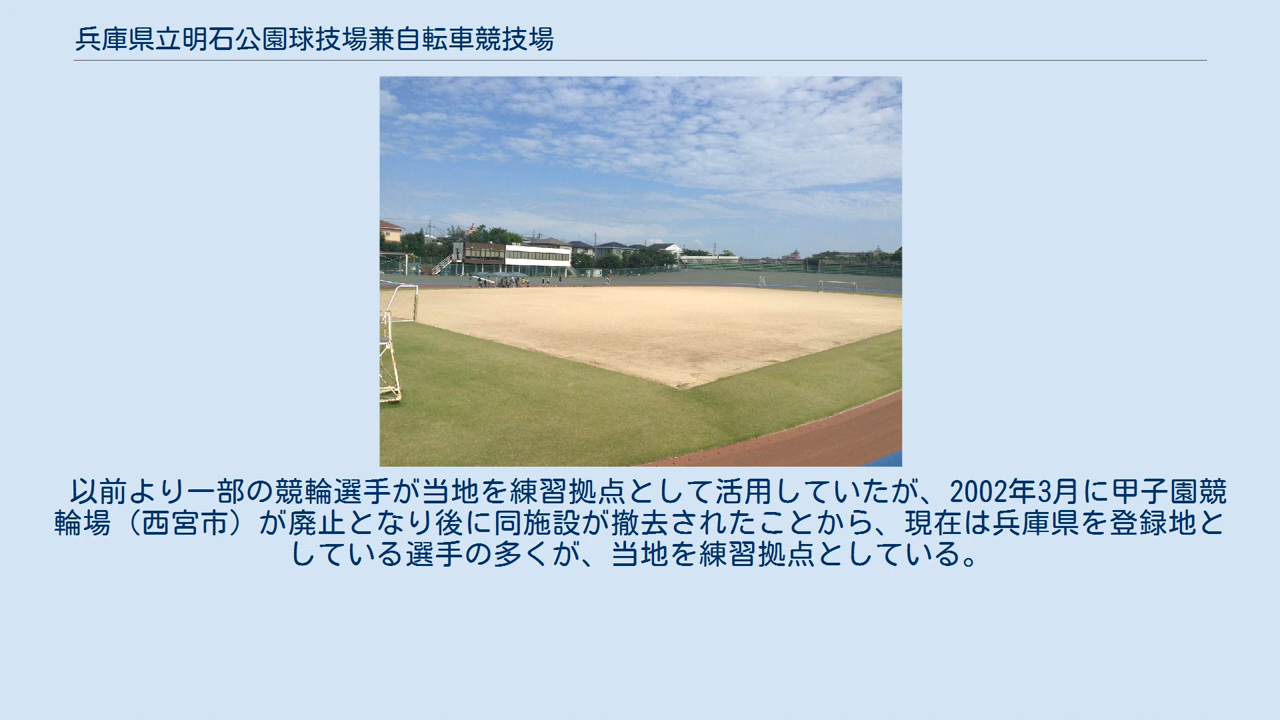 兵庫県立明石公園球技場兼自転車競技場
以前より一部の競輪選手が当地を練習拠点として活用していたが、2002年3月に甲子園競
輪場（西宮市）が廃止となり後に同施設が撤去されたことから、現在は兵庫県を登録地と
している選手の多くが、当地を練習拠点としている。